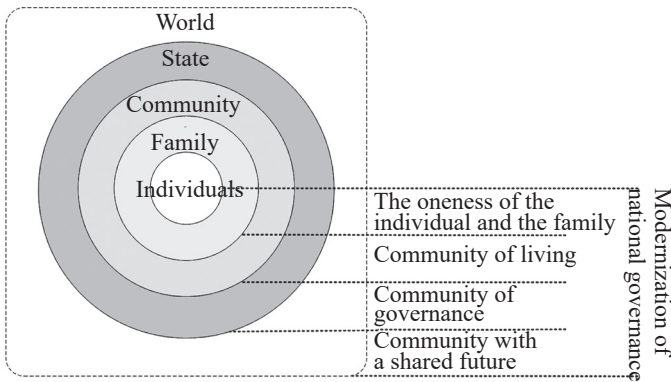 World
State
Community
Family
Individuals
The oneness of the
individual and the family
Community of living
Community of
governance
Community with
a shared future
Modernization of
national governance